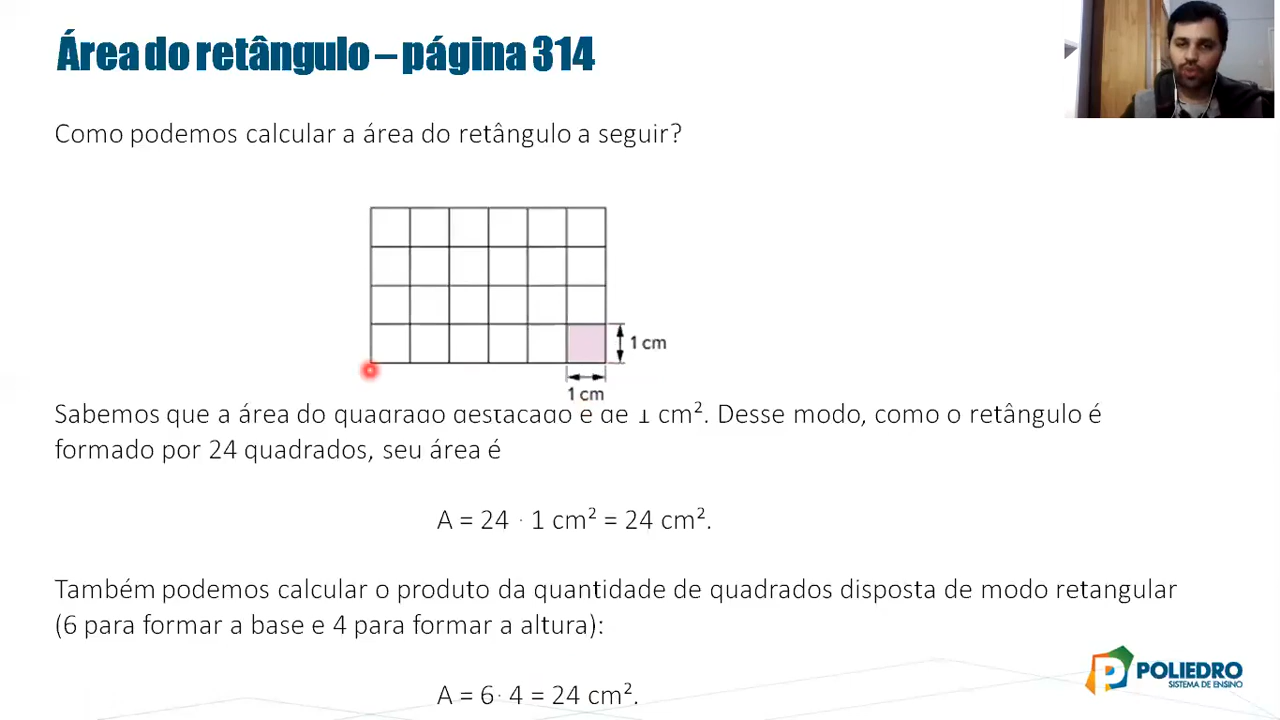 Área do retângulo – página 314
Como podemos calcular a área do retângulo a seguir?
1 cm
1 cm
Sabemos que a área do quadrado destacado é de 1 cm². Desse modo, como o retângulo é
formado por 24 quadrados, seu área é
A = 24 · 1 cm² = 24 cm².
Também podemos calcular o produto da quantidade de quadrados disposta de modo retangular
(6 para formar a base e 4 para formar a altura):
A = 6· 4 = 24 cm².
POLIEDRO
SISTEMA DE ENSINO